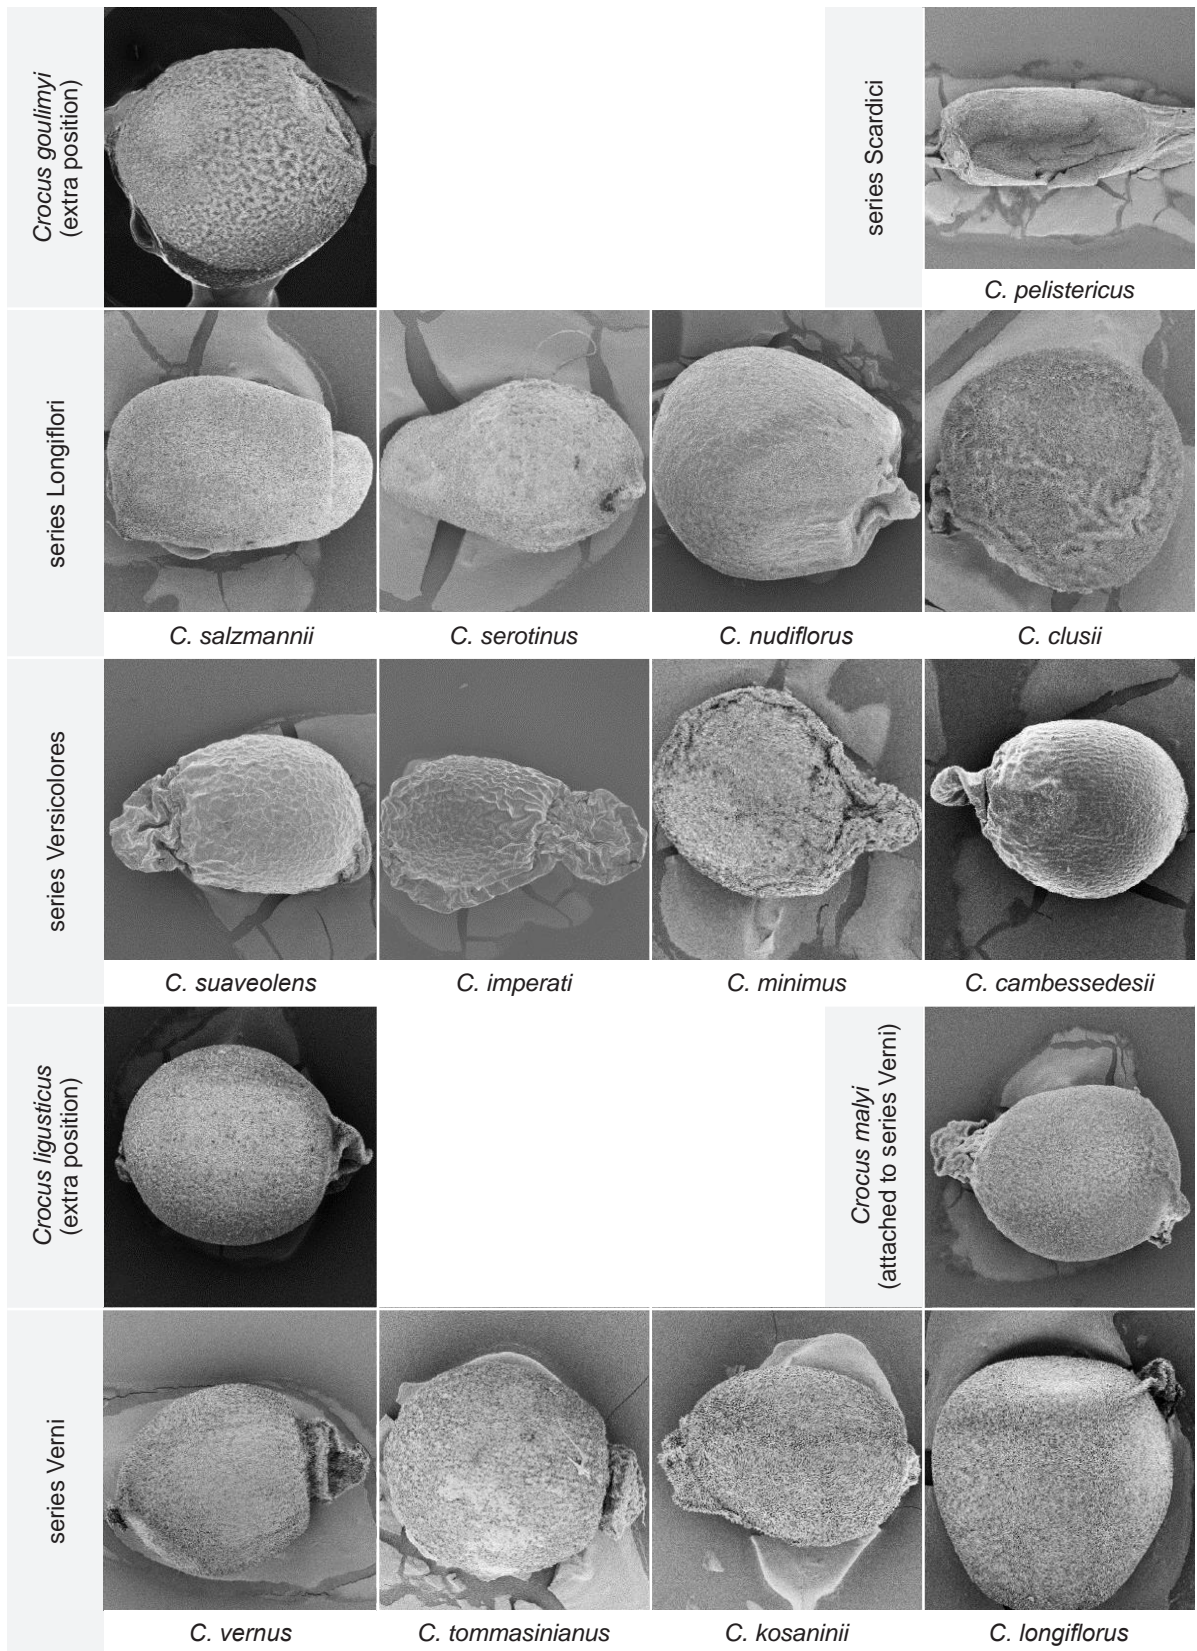 Crocus goulimyi
(extra position)
series Scardici
C. pelistericus
series Longiflori
C. salzmannii
C. serotinus
C. nudiflorus
C. clusii
series Versicolores
C. suaveolens
C. imperati
C. minimus
C. cambessedesii
Crocus ligusticus
(extra position)
Crocus malyi
(attached to series Verni)
series Verni
C. vernus
C. tommasinianus
C. kosaninii
C. longiflorus